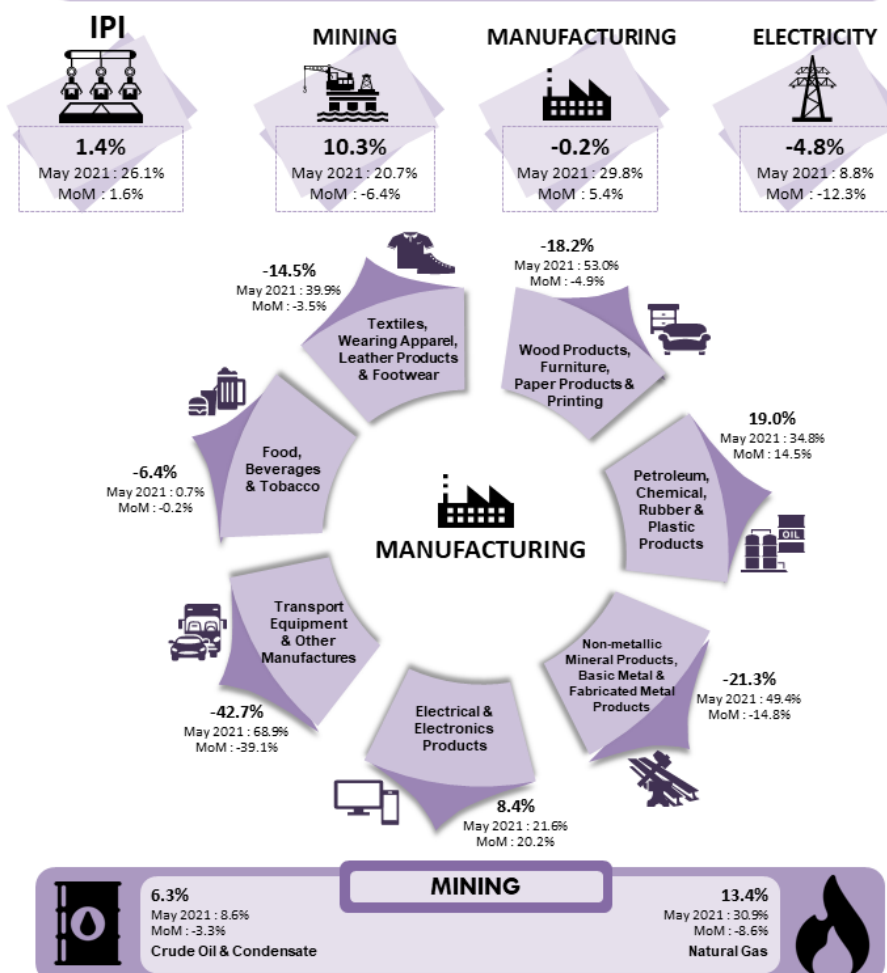 IPI
1.4%
May 2021 : 26.1%
MoM : 1.6%
MINING
10.3%
May 2021 : 20.7%
MoM : -6.4%
MANUFACTURING
-0.2%
May 2021 : 29.8%
MoM : 5.4%
ELECTRICITY
-4.8%
May 2021 : 8.8%
MoM : -12.3%
-14.5%
May 2021 : 39.9%
MoM : -3.5%
Textiles,
Wearing Apparel,
Leather Products
& Footwear
-18.2%
May 2021 : 53.0%
MoM : -4.9%
Wood Products,
Furniture,
Paper Products &
Printing
-6.4%
May 2021 : 0.7%
MoM : -0.2%
Food,
Beverages
& Tobacco
19.0%
May 2021 : 34.8%
MoM : 14.5%
Petroleum,
Chemical,
Rubber &
Plastic
Products
OIL
MANUFACTURING
Transport
Equipment
& Other
Manufactures
-42.7%
May 2021 : 68.9%
MoM : -39.1%
Electrical &
Electronics
Products
8.4%
May 2021 : 21.6%
MoM : 20.2%
Non-metallic
Mineral Products,
Basic Metal &
Fabricated Metal
Products
-21.3%
May 2021 : 49.4%
MoM : -14.8%
MINING
6.3%
May 2021 : 8.6%
MoM : -3.3%
Crude Oil & Condensate
13.4%
May 2021 : 30.9%
MoM : -8.6%
Natural Gas